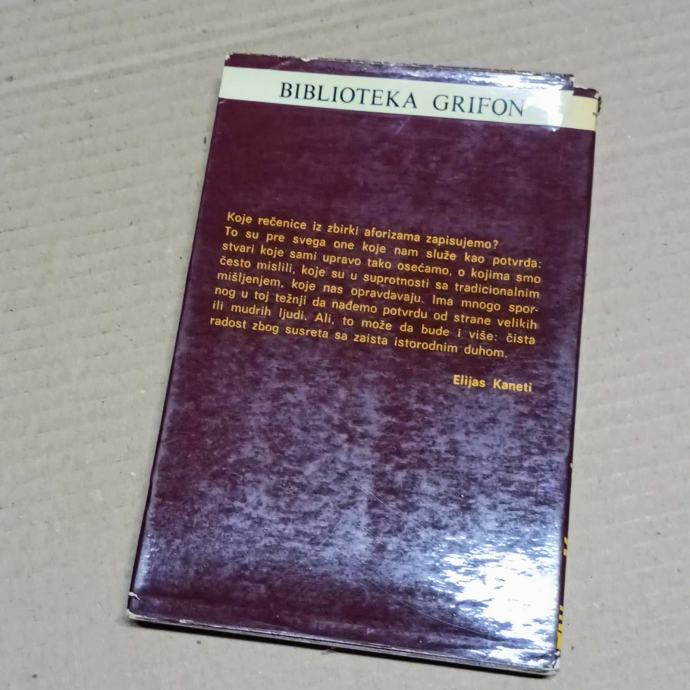 BIBLIOTEKA GRIFON
Koje rečenice iz zbirki aforizama zapisujemo?
To su pre svega one koje nam služe kao potvrda:
stvari koje sami upravo tako osećamo, o kojima smo
često mislili, koje su u suprotnosti sa tradicionalnim
mišljenjem, koje nas opravdavaju. Ima mnogo spor-
nog u toj težnji da nađemo potvrdu od strane velikih
ili mudrih ljudi. Ali, to može da bude i više: čista
radost zbog susreta sa zaista istorodnim duhom.
Elijas Kaneti